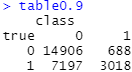 > table0.9
class
true 0 1
0 14906 688
1 7197 3018